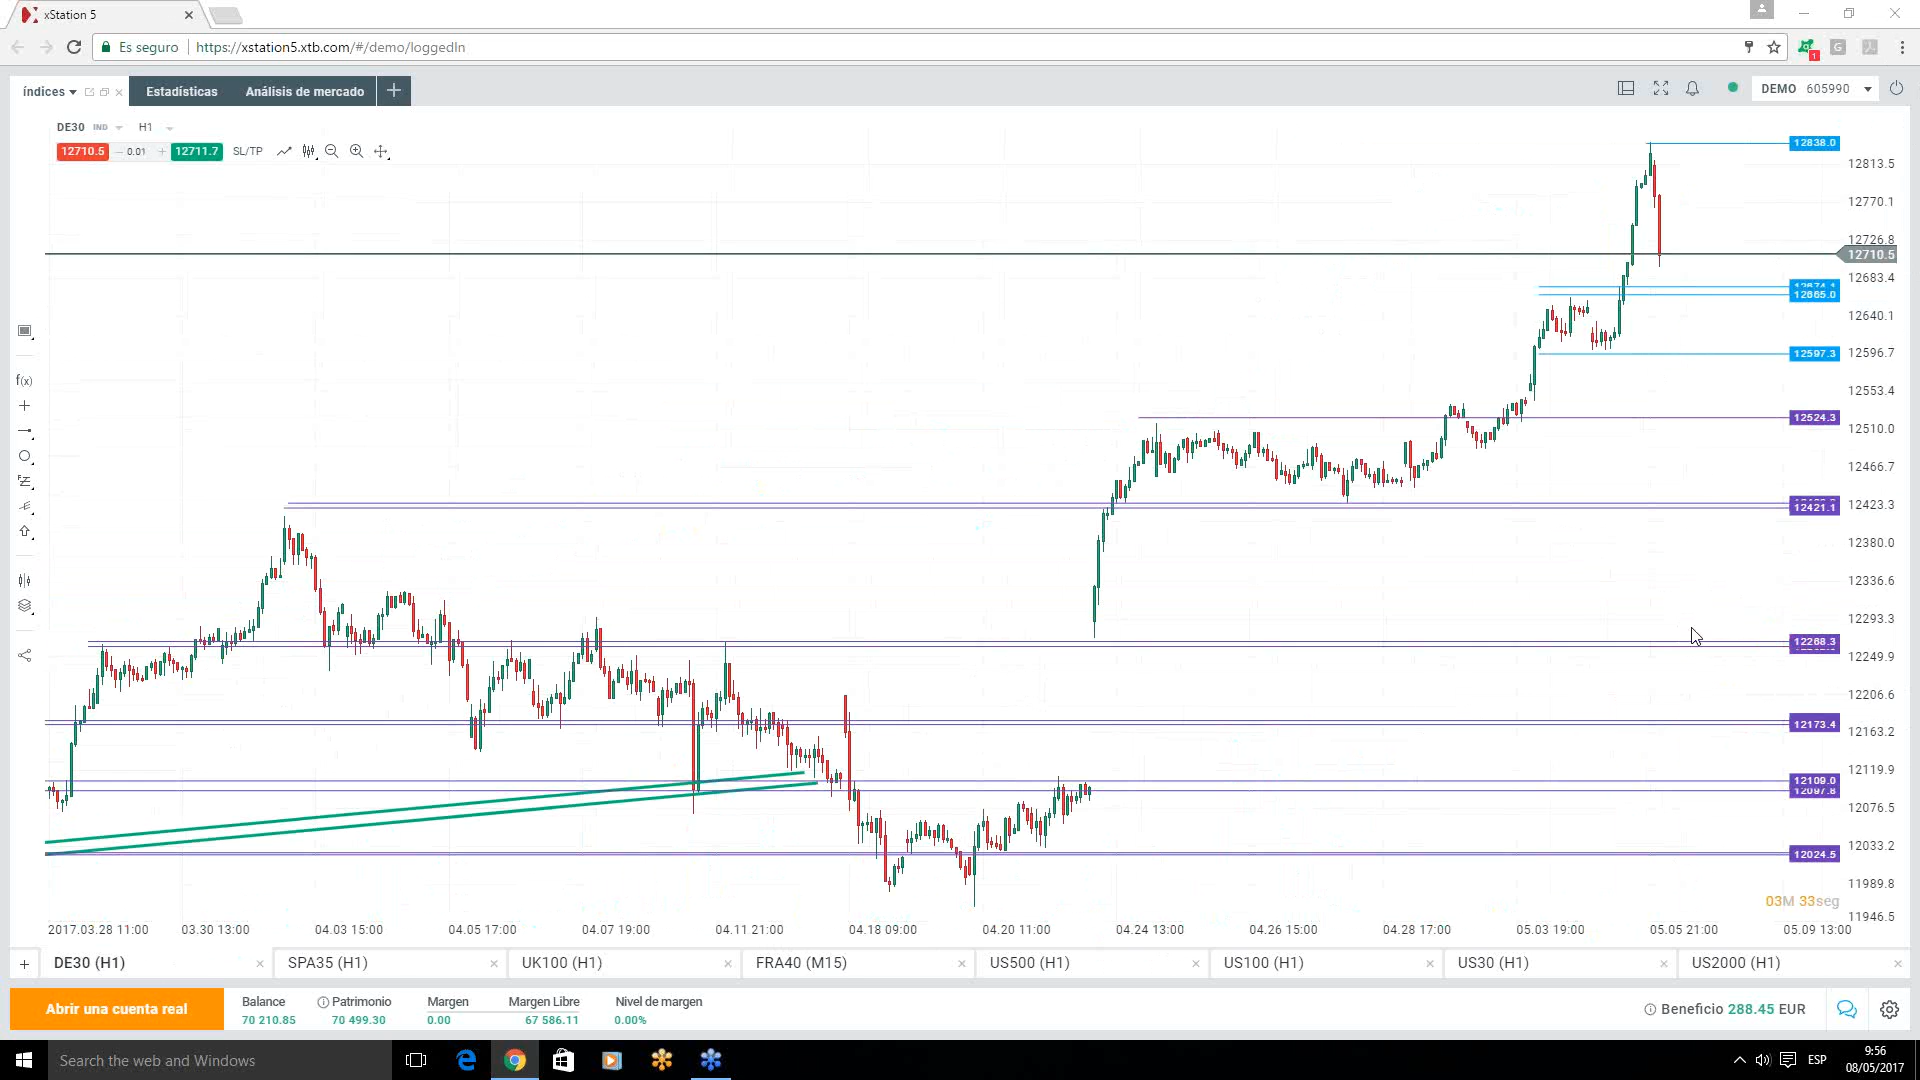 xStation 5
Es seguro
https://xstation5.xtb.com/#/demo/loggedIn
1
G
índices
Estadísticas
Análisis de mercado
DEMO 605990
DE30 IND H1
12710.5
0.01
12711.7
SL/TP
12838.0
12813.5
12770.1
12726.8
12710.5
12683.4
12674.1
12665.0
12640.1
12597.3
12596.7
12553.4
12524.3
12510.0
12466.7
12423.3
12421.1
12380.0
12336.6
12293.3
12268.3
12249.9
12206.6
12173.4
12163.2
12119.9
12109.0
12097.8
12076.5
12033.2
12024.5
11989.8
11946.5
f(x)
03M 33seg
2017.03.28 11:00
03.30 13:00
04.03 15:00
04.05 17:00
04.07 19:00
04.11 21:00
04.18 09:00
04.20 11:00
04.24 13:00
04.26 15:00
04.28 17:00
05.03 19:00
05.05 21:00
05.09 13:00
DE30 (H1)
SPA35 (H1)
UK100 (H1)
FRA40 (M15)
US500 (H1)
US100 (H1)
US30 (H1)
US2000 (H1)
Abrir una cuenta real
Balance
70 210.85
Patrimonio
70 499.30
Margen
0.00
Margen Libre
67 586.11
Nivel de margen
0.00%
Beneficio 288.45 EUR
Search the web and Windows
ESP
9:56
08/05/2017